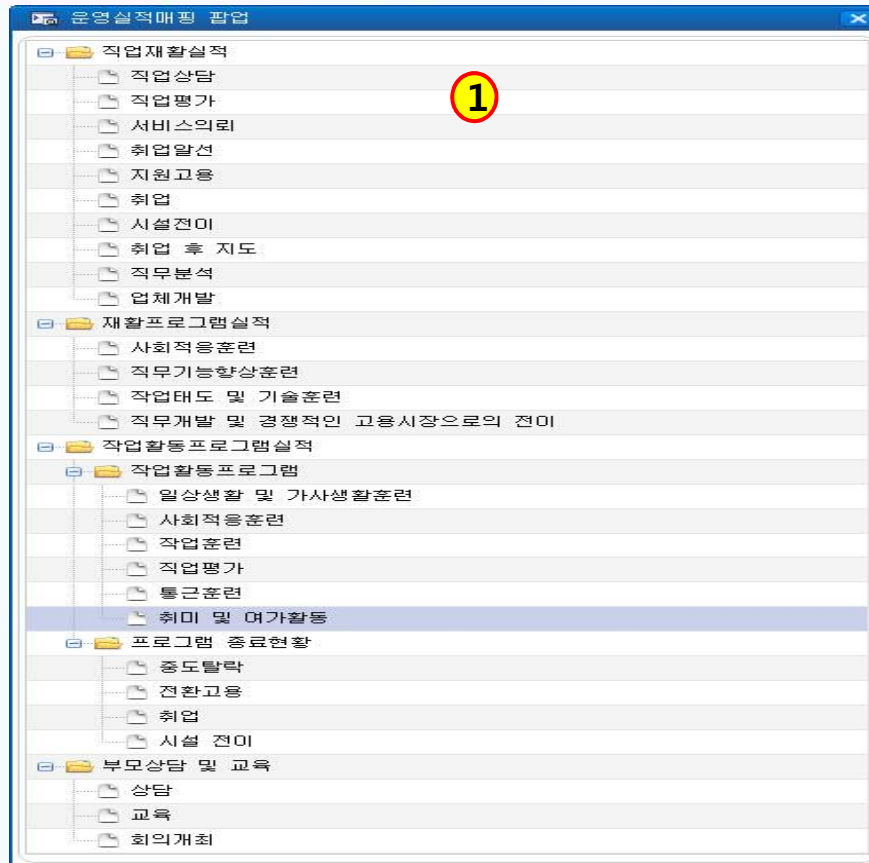 운영실적매핑 팝업
직업재활실적
직업상담
1
직업평가
서비스의뢰
취업알선
지원고용
취업
시설전이
취업 후 지도
직무분석
업체개발
재활프로그램실적
사회적응훈련
직무기능향상훈련
작업태도 및 기술훈련
직무개발 및 경쟁적인 고용시장으로의 전이
작업활동프로그램실적
작업활동프로그램
일상생활 및 가사생활훈련
사회적응훈련
작업훈련
직업평가
통근훈련
취미 및 여가활동
프로그램 종료현황
중도탈락
전환고용
취업
시설 전이
부모상담 및 교육
상담
교육
회의개최